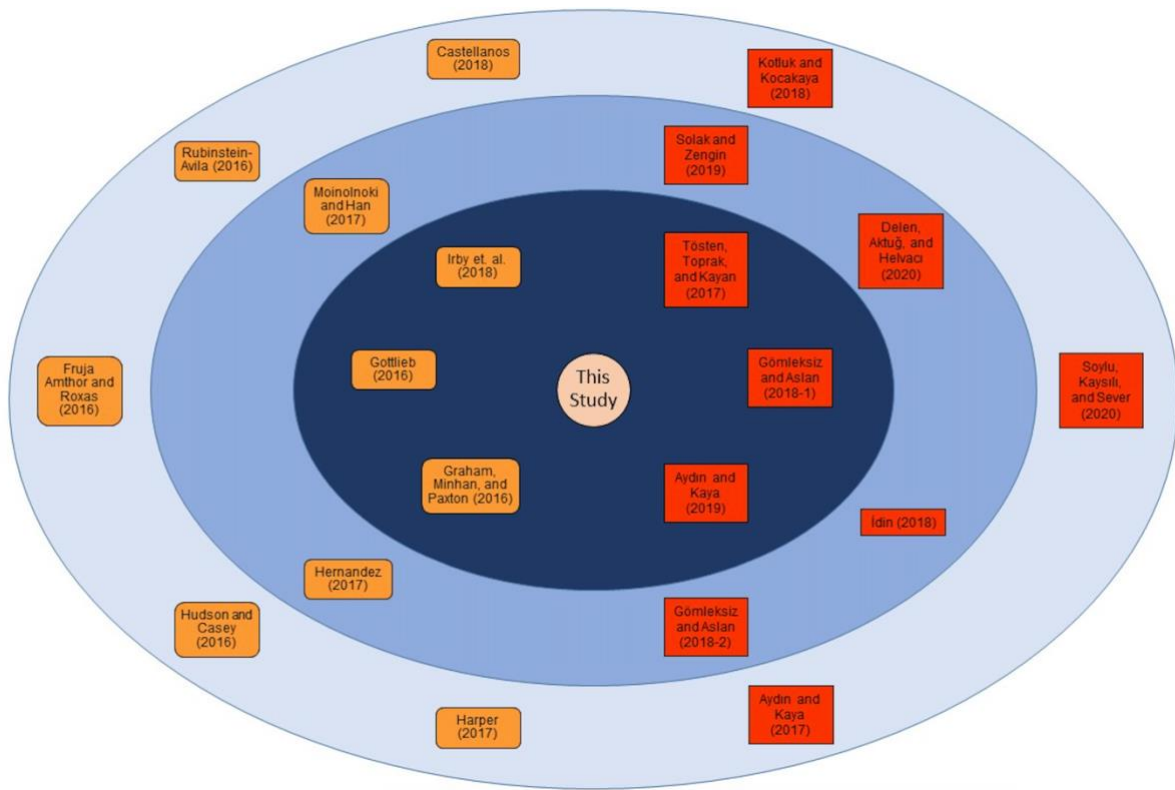 Castellanos
(2018)
Kotluk and
Kocakaya
(2018)
Rubinstein-
Avila (2016)
Solak and
Zengin
(2019)
Moinolnoki
and Han
(2017)
Delen,
Aktuğ, and
Helvacı
(2020)
Irby et. al.
(2018)
Tösten,
Toprak,
and Kayan
(2017)
Fruja
Amthor and
Roxas
(2016)
Gottlieb
(2016)
This
Study
Gömleksiz
and Aslan
(2018-1)
Soylu,
Kaysılı,
and Sever
(2020)
Graham,
Minhan, and
Paxton (2016)
Aydın and
Kaya
(2019)
İdin (2018)
Hernandez
(2017)
Hudson and
Casey
(2016)
Gömleksiz
and Aslan
(2018-2)
Harper
(2017)
Aydın and
Kaya
(2017)